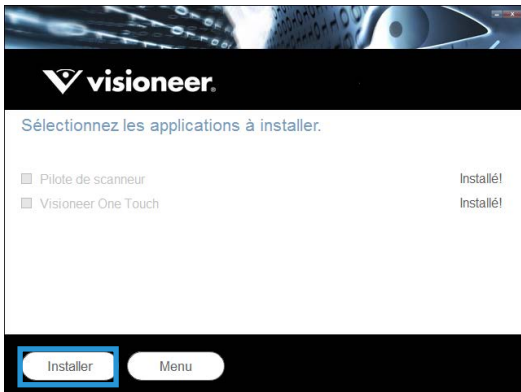 visioneer.
Sélectionnez les applications à installer.
Pilote de scanneur Installé!
Visioneer One Touch Installé!
Installer Menu